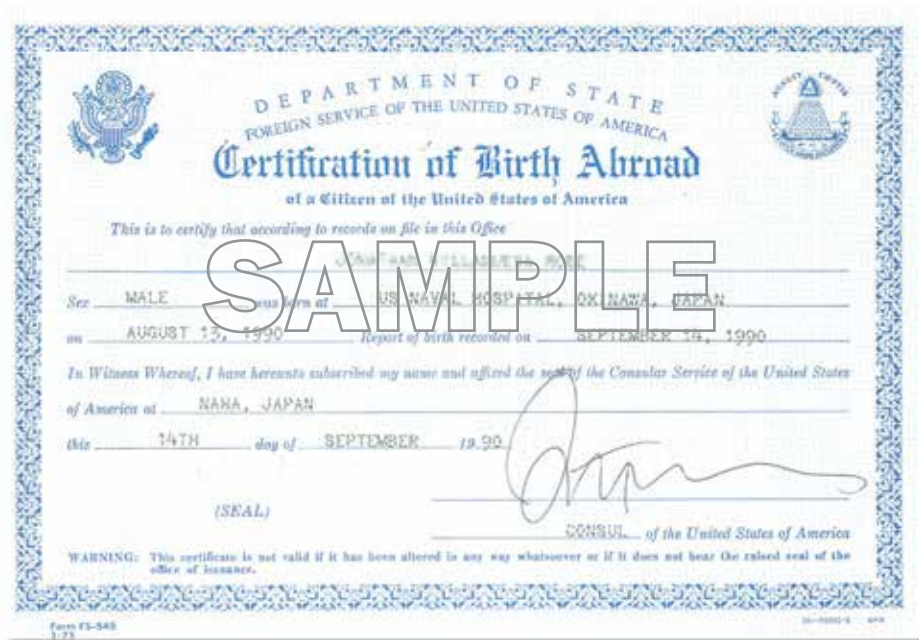 DEPARTMENT OF STATE
FOREIGN SERVICE OF THE UNITED STATES OF AMERICA
Certification of Birth Abroad
of a Citizen of the United States of America
This is to certify that according to records on file in this Office
SAMPLE
JONATHAN
Sex MALE was born at US NAVAL HOSPITAL, OKINAWA, JAPAN
on AUGUST 13, 1990 Report of birth recorded on SEPTEMBER 14, 1990
In Witness Whereof, I have hereunto subscribed my name and affixed the seal of the Consular Service of the United States
of America at NAHA, JAPAN
this 14TH day of SEPTEMBER 19 90
(SEAL)
CONSUL of the United States of America
WARNING: This certificate is not valid if it has been altered in any way whatsoever or if it does not bear the raised seal of the
office of issuance.
Form FS-545
1-73